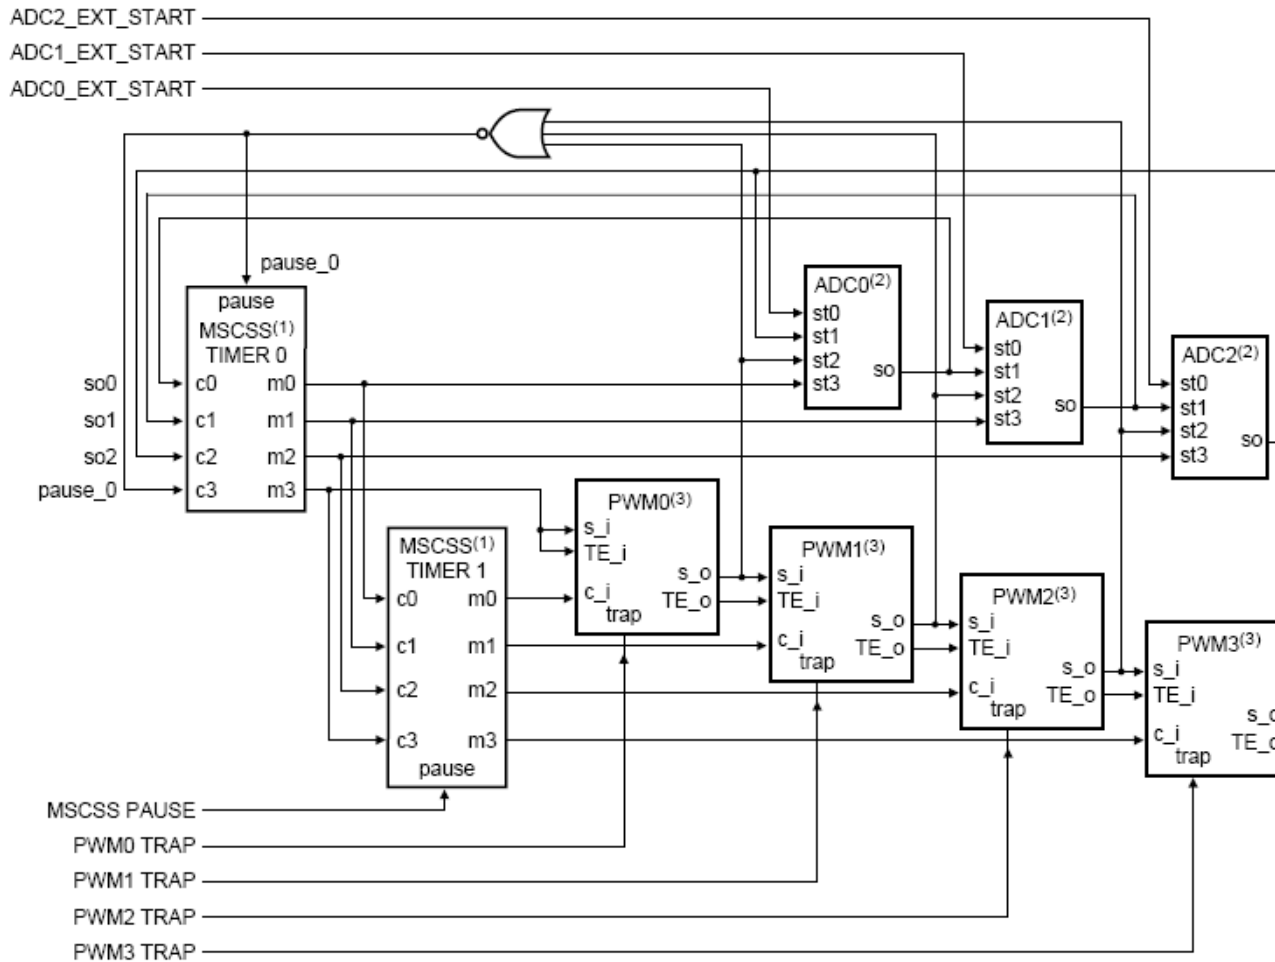 ADC2_EXT_START
ADC1_EXT_START
ADC0_EXT_START
pause_0
pause
MSCSS(1)
TIMER 0
so0
c0
m0
so1
c1
m1
so2
c2
m2
pause_0
c3
m3
ADC0(2)
st0
st1
st2
st3
so
ADC1(2)
st0
st1
st2
st3
so
ADC2(2)
st0
st1
st2
st3
so
MSCSS(1)
TIMER 1
c0
m0
c1
m1
c2
m2
c3
m3
pause
PWM0(3)
s_i
TE_i
s_o
c_i
TE_o
trap
PWM1(3)
s_i
TE_i
s_o
c_i
TE_o
trap
PWM2(3)
s_i
TE_i
s_o
c_i
TE_o
trap
PWM3(3)
s_i
TE_i
c_i
trap
MSCSS PAUSE
PWM0 TRAP
PWM1 TRAP
PWM2 TRAP
PWM3 TRAP